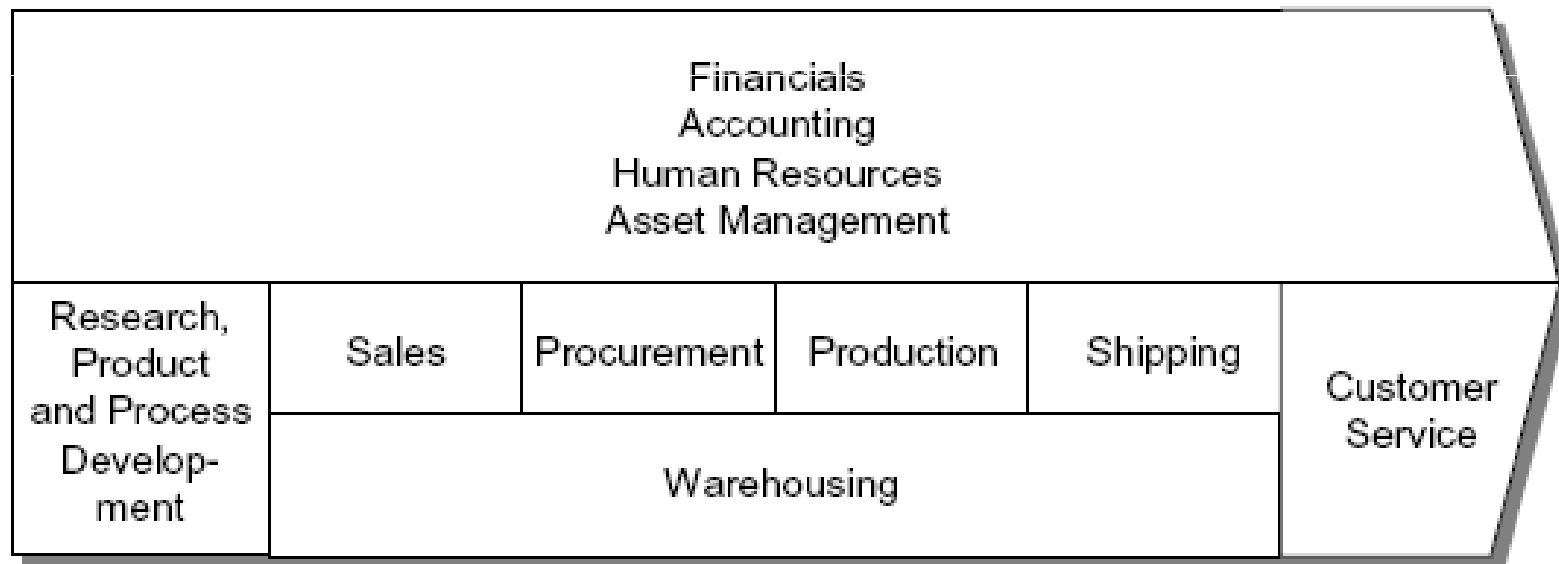 Financials
Accounting
Human Resources
Asset Management
Research,
Product
and Process
Develop-
ment
Sales
Procurement
Production
Shipping
Customer
Service
Warehousing